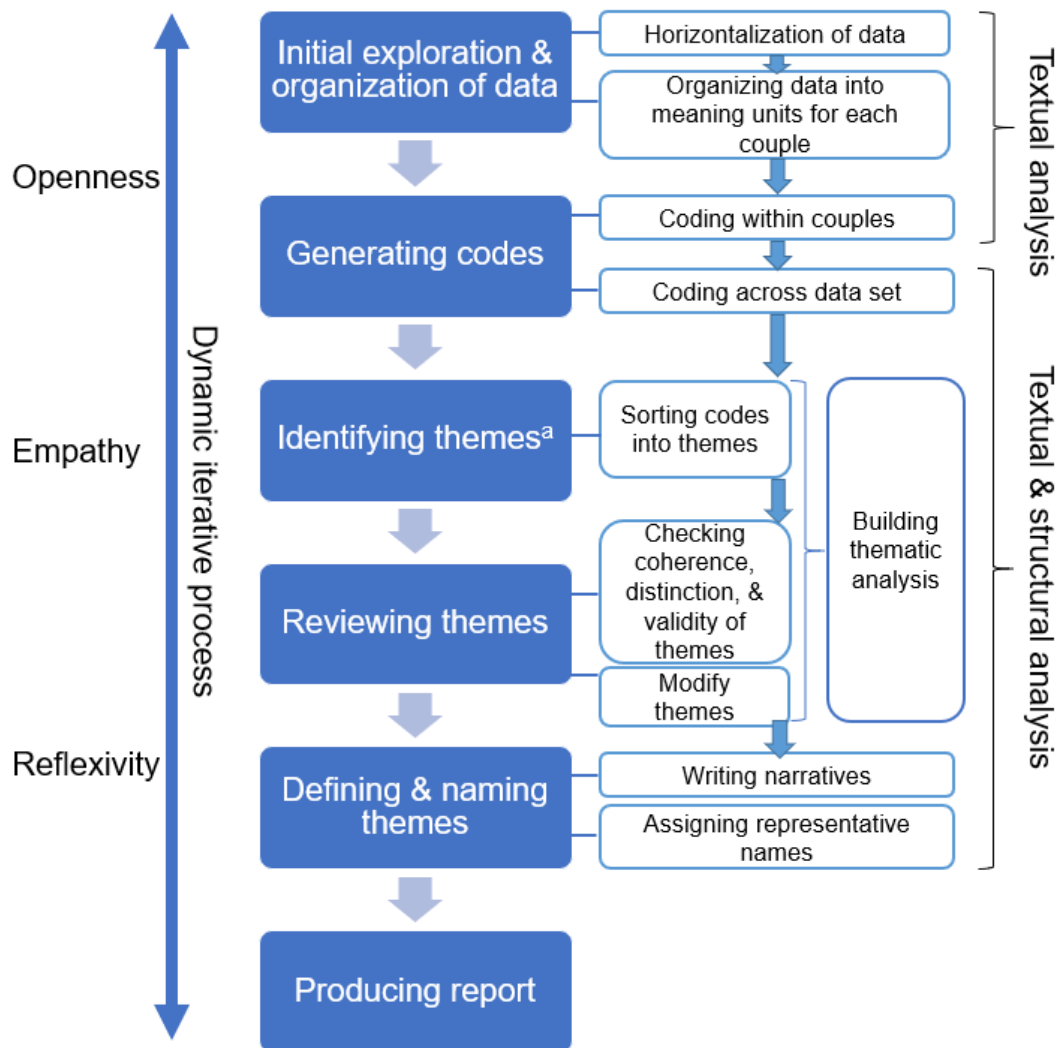 Openness
Empathy
Reflexivity
Dynamic iterative process
Initial exploration &
organization of data
Generating codes
Identifying themesᵃ
Reviewing themes
Defining & naming
themes
Producing report
Horizontalization of data
Organizing data into
meaning units for each
couple
Coding within couples
Coding across data set
Sorting codes
into themes
Checking
coherence,
distinction, &
validity of
themes
Modify
themes
Writing narratives
Assigning representative
names
Building
thematic
analysis
Textual analysis
Textual & structural analysis